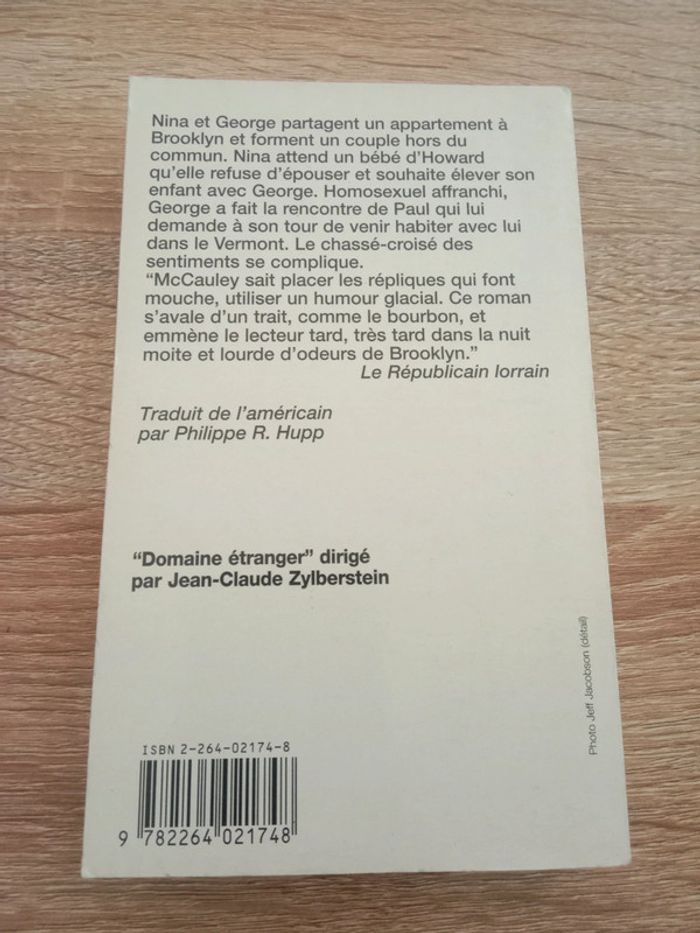 Nina et George partagent un appartement à
Brooklyn et forment un couple hors du
commun. Nina attend un bébé d'Howard
qu'elle refuse d'épouser et souhaite élever son
enfant avec George. Homosexuel affranchi,
George a fait la rencontre de Paul qui lui
demande à son tour de venir habiter avec lui
dans le Vermont. Le chassé-croisé des
sentiments se complique.
“McCauley sait placer les répliques qui font
mouche, utiliser un humour glacial. Ce roman
s'avale d'un trait, comme le bourbon, et
emmène le lecteur tard, très tard dans la nuit
moite et lourde d'odeurs de Brooklyn.”
Le Républicain lorrain
Traduit de l'américain
par Philippe R. Hupp
“Domaine étranger” dirigé
par Jean-Claude Zylberstein
Photo Jeff Jacobson (détail)
ISBN 2-264-02174-8
9 782264 021748